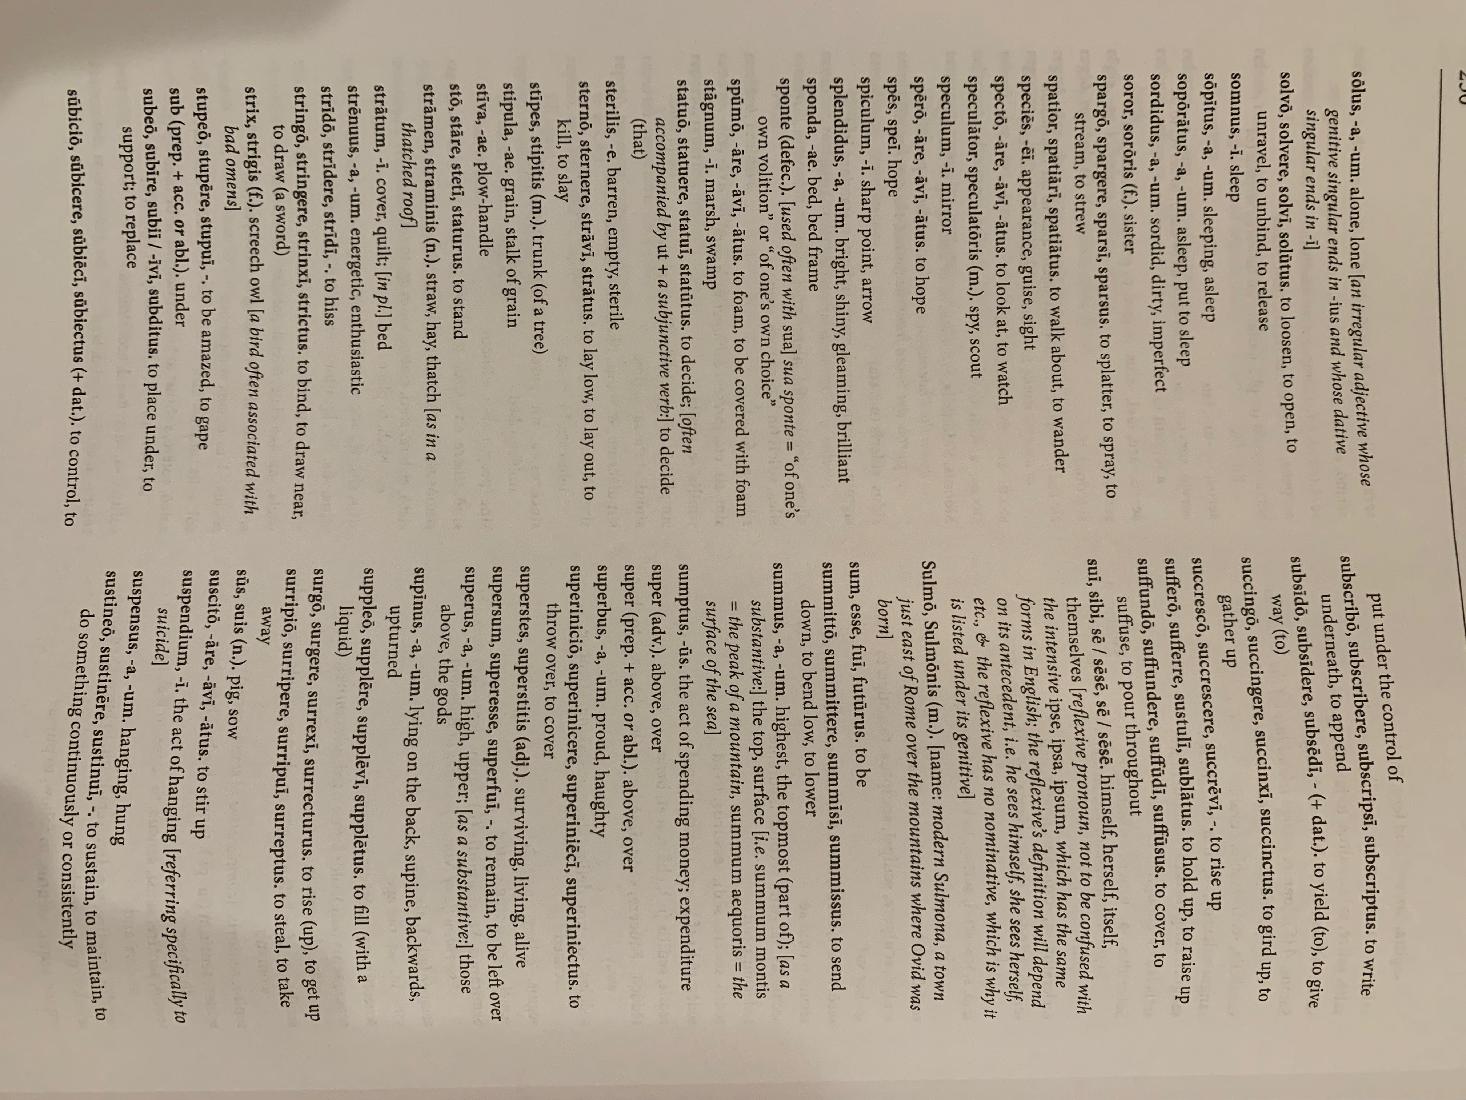 sōlus, -a, -um. alone, lone [an irregular adjective whose
genitive singular ends in -ius and whose dative
singular ends in -ī]
solvō, solvere, solvī, solūtus. to loosen, to open, to
unravel, to unbind, to release
somnus, -ī. sleep
sōpītus, -a, -um. sleeping, asleep
sopōrātus, -a, -um. asleep, put to sleep
sordidus, -a, -um. sordid, dirty, imperfect
soror, sorōris (f.). sister
spargō, spargere, sparsī, sparsus. to splatter, to spray, to
stream, to strew
spatior, spatiārī, spatiātus. to walk about, to wander
speciēs, -ēī. appearance, guise, sight
spectō, -āre, -āvī, -ātus. to look at, to watch
speculātor, speculatōris (m.). spy, scout
speculum, -ī. mirror
spērō, -āre, -āvī, -ātus. to hope
spēs, speī. hope
spiculum, -ī. sharp point, arrow
splendidus, -a, -um. bright, shiny, gleaming, brilliant
sponda, -ae. bed, bed frame
sponte (defec.). [used often with sua] sua sponte = “of one’s
own volition” or “of one’s own choice”
spūmō, -āre, -āvī, -ātus. to foam, to be covered with foam
stāgnum, -ī. marsh, swamp
statuō, statuere, statuī, statūtus. to decide; [often
accompanied by ut + a subjunctive verb:] to decide
(that)
sterilis, -e. barren, empty, sterile
sternō, sternere, strāvī, strātus. to lay low, to lay out, to
kill, to slay
stīpes, stīpitis (m.). trunk (of a tree)
stipula, -ae. grain, stalk of grain
stīva, -ae. plow-handle
stō, stāre, stetī, staturus. to stand
strāmen, straminis (n.). straw, hay, thatch [as in a
thatched roof]
strātum, -ī. cover, quilt; [in pl.] bed
strēnuus, -a, -um. energetic, enthusiastic
strīdō, strīdere, strīdī, -. to hiss
stringō, stringere, strinxī, strictus. to bind, to draw near,
to draw (a sword)
strix, strigis (f.). screech owl [a bird often associated with
bad omens]
stupeō, stupēre, stupuī, -. to be amazed, to gape
sub (prep. + acc. or abl.). under
subeō, subīre, subiī / -īvī, subditus. to place under, to
support; to replace
sūbicitō, sūbicere, sūbiēcī, sūbiectus (+ dat.). to control, to
put under the control of
subscrībō, subscrībere, subscripsī, subscriptus. to write
underneath, to append
subsīdō, subsīdere, subsēdī, - (+ dat.). to yield (to), to give
way (to)
succingō, succingere, succinxī, succinctus. to gird up, to
gather up
succrescō, succrescere, succrēvī, -. to rise up
sufferō, sufferre, sustulī, sublātus. to hold up, to raise up
suffundō, suffundere, suffūdī, suffūsus. to cover, to
suffuse, to pour throughout
suī, sibi, sē / sēsē, sē / sēsē. himself, herself, itself,
themselves [reflexive pronoun, not to be confused with
the intensive ipse, ipsa, ipsum, which has the same
forms in English; the reflexive’s definition will depend
on its antecedent, i.e. he sees himself, she sees herself,
etc., & the reflexive has no nominative, which is why it
is listed under its genitive]
Sulmō, Sulmōnis (m.). [name: modern Sulmona, a town
just east of Rome over the mountains where Ovid was
born]
sum, esse, fuī, futūrus. to be
summittō, summittere, summīsī, summissus. to send
down, to bend low, to lower
summus, -a, -um. highest, the topmost (part of); [as a
substantive:] the top, surface [i.e. summum montis
= the peak of a mountain, summum aequoris = the
surface of the sea]
sumptus, -ūs. the act of spending money; expenditure
super (adv.). above, over
super (prep. + acc. or abl.). above, over
superbus, -a, -um. proud, haughty
superiniciō, superinicere, superiniēcī, superiniectus. to
throw over, to cover
superstes, superstitis (adj.). surviving, living, alive
supersum, superesse, superfuī, -. to remain, to be left over
superus, -a, -um. high, upper; [as a substantive:] those
above, the gods
supīnus, -a, -um. lying on the back, supine, backwards,
upturned
suppleō, supplēre, supplēvī, supplētus. to fill (with a
liquid)
surgō, surgere, surrexī, surrecturus. to rise (up), to get up
surripiō, surripere, surripuī, surreptus. to steal, to take
away
sūs, suis (n.). pig, sow
suscitō, -āre, -āvī, -ātus. to stir up
suspendium, -ī. the act of hanging [referring specifically to
suicide]
suspensus, -a, -um. hanging, hung
sustineō, sustinēre, sustinuī, -. to sustain, to maintain, to
do something continuously or consistently